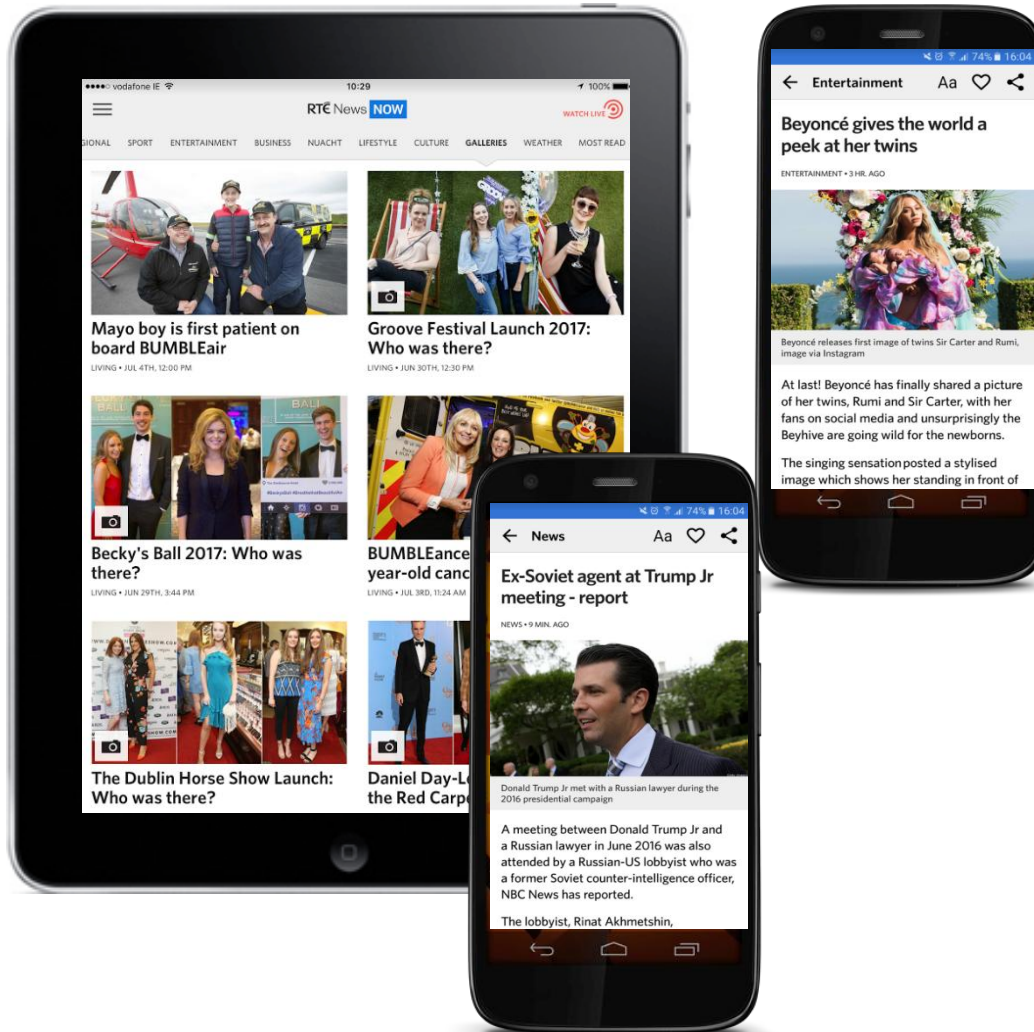 vodafone IE
10:29
100%
RTÉ News NOW
WATCH LIVE
GIONAL SPORT ENTERTAINMENT BUSINESS NUACHT LIFESTYLE CULTURE GALLERIES WEATHER MOST READ
Mayo boy is first patient on
board BUMBLEair
LIVING • JUL 4TH, 12:00 PM
GROOVE
Groove Festival Launch 2017:
Who was there?
LIVING • JUN 30TH, 12:30 PM
BALL
BALL
Becky's Ball 2017: Who was
there?
LIVING • JUN 29TH, 3:44 PM
BUMBLEance
year-old canc
LIVING • JUL 3RD, 11:24 AM
The Dublin Horse Show Launch:
Who was there?
Daniel Day-L
the Red Carpe
74% 16:04
News Aa
Ex-Soviet agent at Trump Jr
meeting - report
NEWS • 9 MIN. AGO
Donald Trump Jr met with a Russian lawyer during the
2016 presidential campaign
A meeting between Donald Trump Jr and
a Russian lawyer in June 2016 was also
attended by a Russian-US lobbyist who was
a former Soviet counter-intelligence officer,
NBC News has reported.
The lobbyist, Rinat Akhmetshin,
74% 16:04
Entertainment Aa
Beyoncé gives the world a
peek at her twins
ENTERTAINMENT • 3 HR. AGO
Beyoncé releases first image of twins Sir Carter and Rumi,
image via Instagram
At last! Beyoncé has finally shared a picture
of her twins, Rumi and Sir Carter, with her
fans on social media and unsurprisingly the
Beyhive are going wild for the newborns.
The singing sensation posted a stylised
image which shows her standing in front of